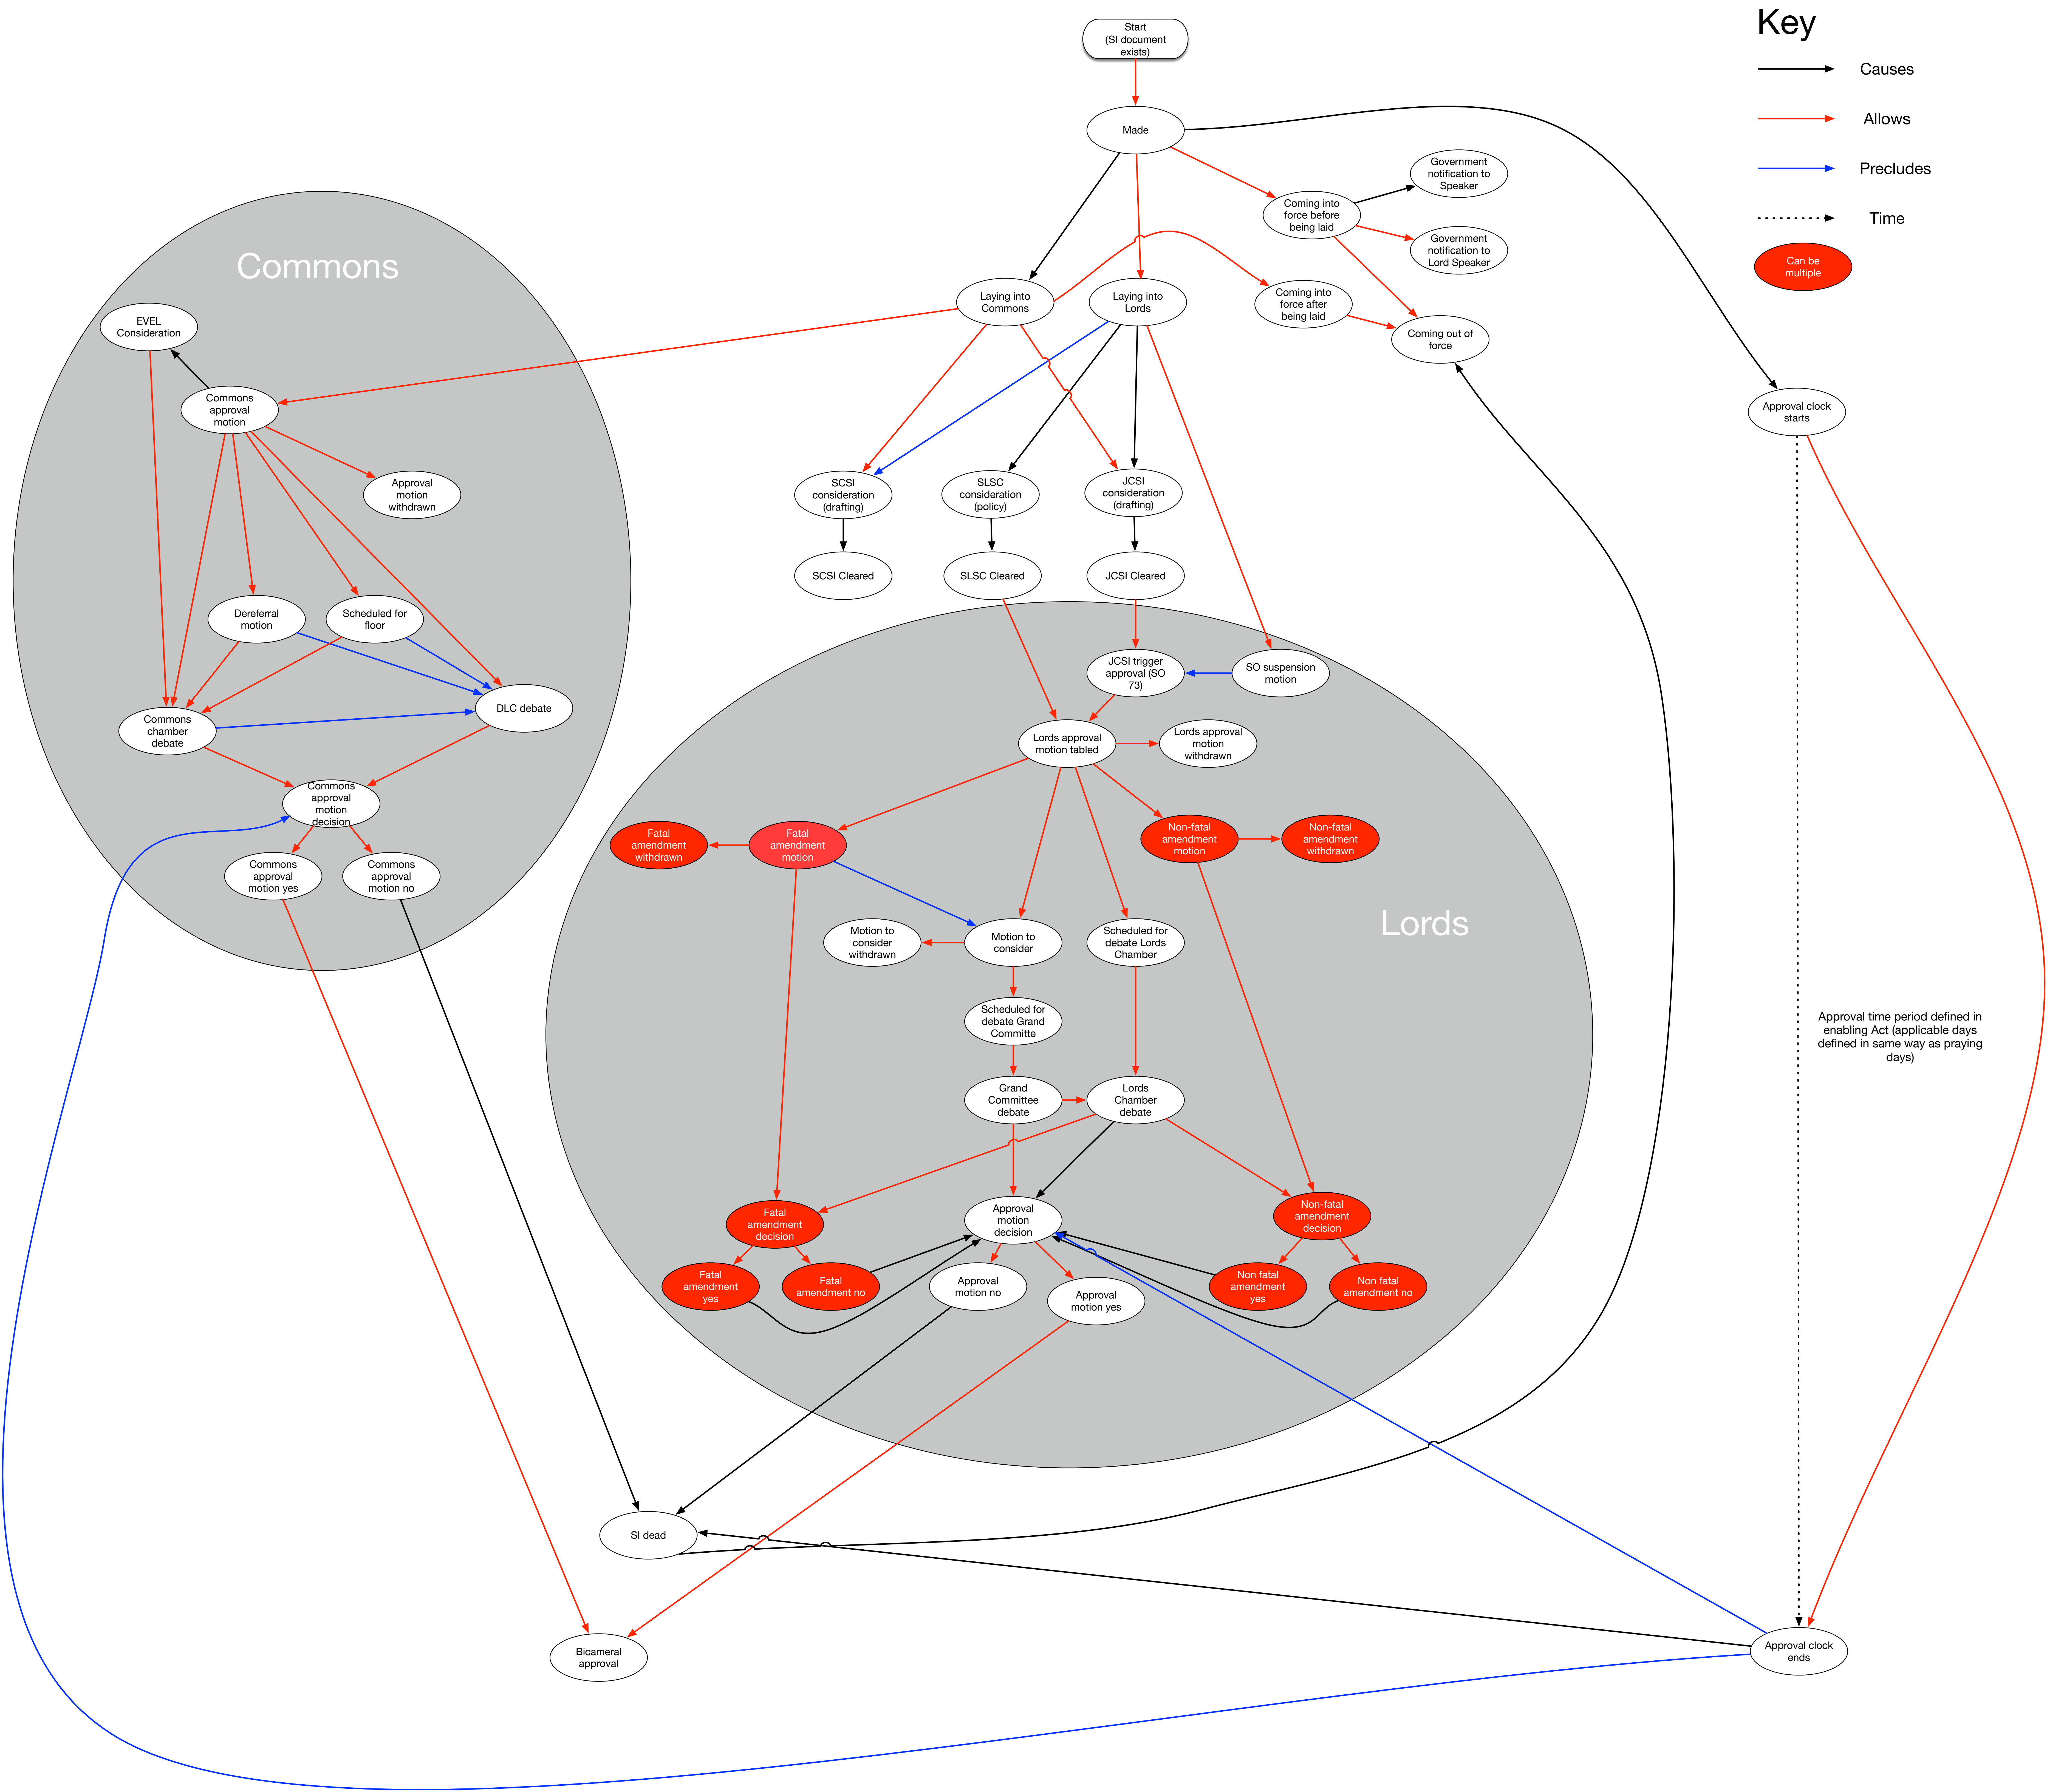 Key
Start
(SI document
exists)
Causes
Allows
Made
Government
notification to
Speaker
Precludes
Coming into
force before
being laid
Time
Government
notification to
Lord Speaker
Can be
multiple
Commons
Laying into
Commons
Laying into
Lords
Coming into
force after
being laid
EVEL
Consideration
Coming out of
force
Commons
approval
motion
Approval clock
starts
Approval
motion
withdrawn
SCSI
consideration
(drafting)
SLSC
consideration
(policy)
JCSI
consideration
(drafting)
SCSI Cleared
SLSC Cleared
JCSI Cleared
Dereferral
motion
Scheduled for
floor
JCSI trigger
approval (SO
73)
SO suspension
motion
DLC debate
Commons
chamber
debate
Lords approval
motion tabled
Lords approval
motion
withdrawn
Commons
approval
motion
decision
Fatal
amendment
withdrawn
Fatal
amendment
motion
Non-fatal
amendment
motion
Non-fatal
amendment
withdrawn
Commons
approval
motion yes
Commons
approval
motion no
Lords
Motion to
consider
withdrawn
Motion to
consider
Scheduled for
debate Lords
Chamber
Scheduled for
debate Grand
Committe
Approval time period defined in
enabling Act (applicable days
defined in same way as praying
days)
Grand
Committee
debate
Lords
Chamber
debate
Fatal
amendment
decision
Approval
motion
decision
Non-fatal
amendment
decision
Fatal
amendment
yes
Fatal
amendment no
Approval
motion no
Approval
motion yes
Non fatal
amendment
yes
Non fatal
amendment no
SI dead
Bicameral
approval
Approval clock
ends